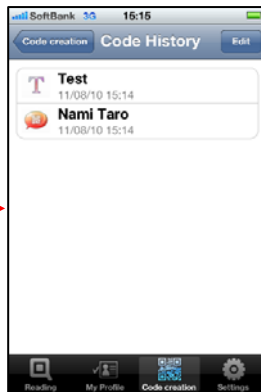 SoftBank 3G 15:15
Code creation Code History Edit
T Test
11/08/10 15:14
Nami Taro
11/08/10 15:14
Reading My Profile Code creation Settings